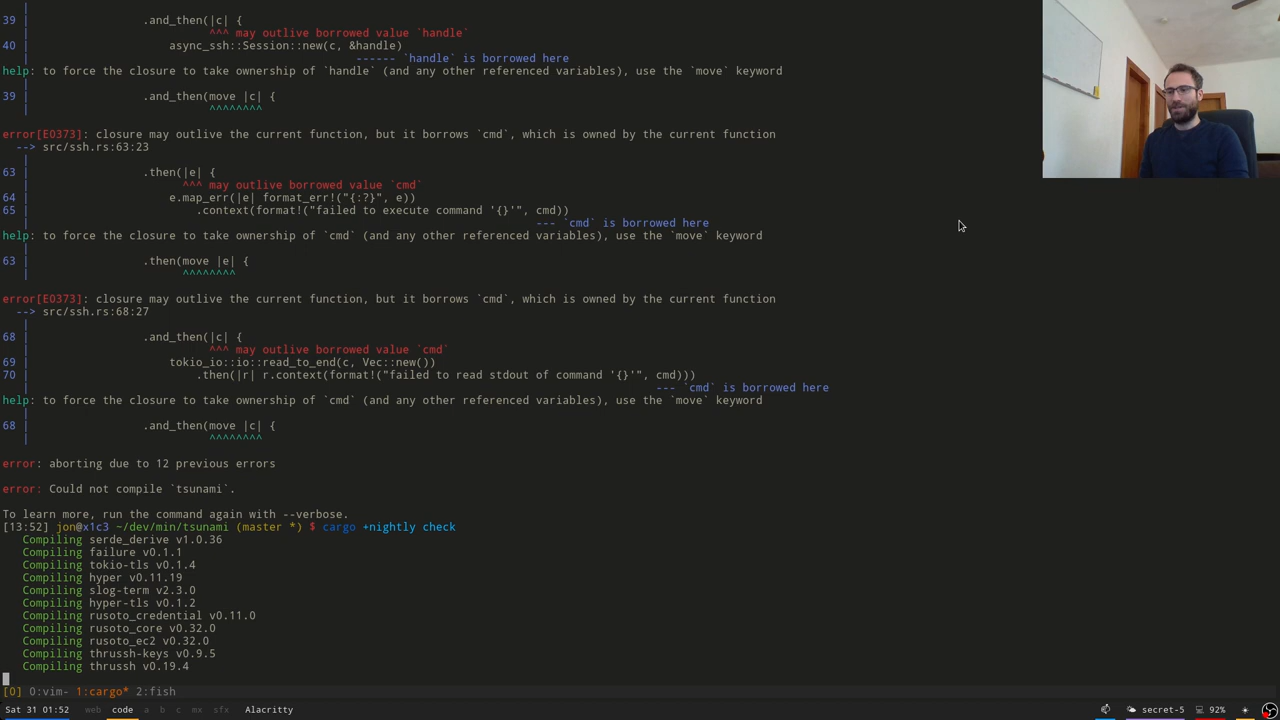 |
39 |                 .and_then(|c| {
   |                           ^^^ may outlive borrowed value `handle`
40 |                     async_ssh::Session::new(c, &handle)
   |                                                 ------ `handle` is borrowed here
help: to force the closure to take ownership of `handle` (and any other referenced variables), use the `move` keyword
   |
39 |                 .and_then(move |c| {
   |                           ^^^^^^^^
error[E0373]: closure may outlive the current function, but it borrows `cmd`, which is owned by the current function
  --> src/ssh.rs:63:23
   |
63 |                 .then(|e| {
   |                       ^^^ may outlive borrowed value `cmd`
64 |                     e.map_err(|e| format_err!("{:?}", e))
65 |                         .context(format!("failed to execute command '{}'", cmd))
   |                                                                            --- `cmd` is borrowed here
help: to force the closure to take ownership of `cmd` (and any other referenced variables), use the `move` keyword
   |
63 |                 .then(move |e| {
   |                       ^^^^^^^^
error[E0373]: closure may outlive the current function, but it borrows `cmd`, which is owned by the current function
  --> src/ssh.rs:68:27
   |
68 |                 .and_then(|c| {
   |                           ^^^ may outlive borrowed value `cmd`
69 |                     tokio_io::io::read_to_end(c, Vec::new())
70 |                         .then(|r| r.context(format!("failed to read stdout of command '{}'", cmd)))
   |                                                                                              --- `cmd` is borrowed here
help: to force the closure to take ownership of `cmd` (and any other referenced variables), use the `move` keyword
   |
68 |                 .and_then(move |c| {
   |                           ^^^^^^^^
error: aborting due to 12 previous errors
error: Could not compile `tsunami`.
To learn more, run the command again with --verbose.
[13:52] jon@x1c3 ~/dev/min/tsunami (master *) $ cargo +nightly check
   Compiling serde_derive v1.0.36
   Compiling failure v0.1.1
   Compiling tokio-tls v0.1.4
   Compiling hyper v0.11.19
   Compiling slog-term v2.3.0
   Compiling hyper-tls v0.1.2
   Compiling rusoto_credential v0.11.0
   Compiling rusoto_core v0.32.0
   Compiling rusoto_ec2 v0.32.0
   Compiling thrussh-keys v0.9.5
   Compiling thrussh v0.19.4
[0] 0:vim- 1:cargo* 2:fish
Sat 31 01:52 web code a b c mx sfx Alacritty secret-5 92%